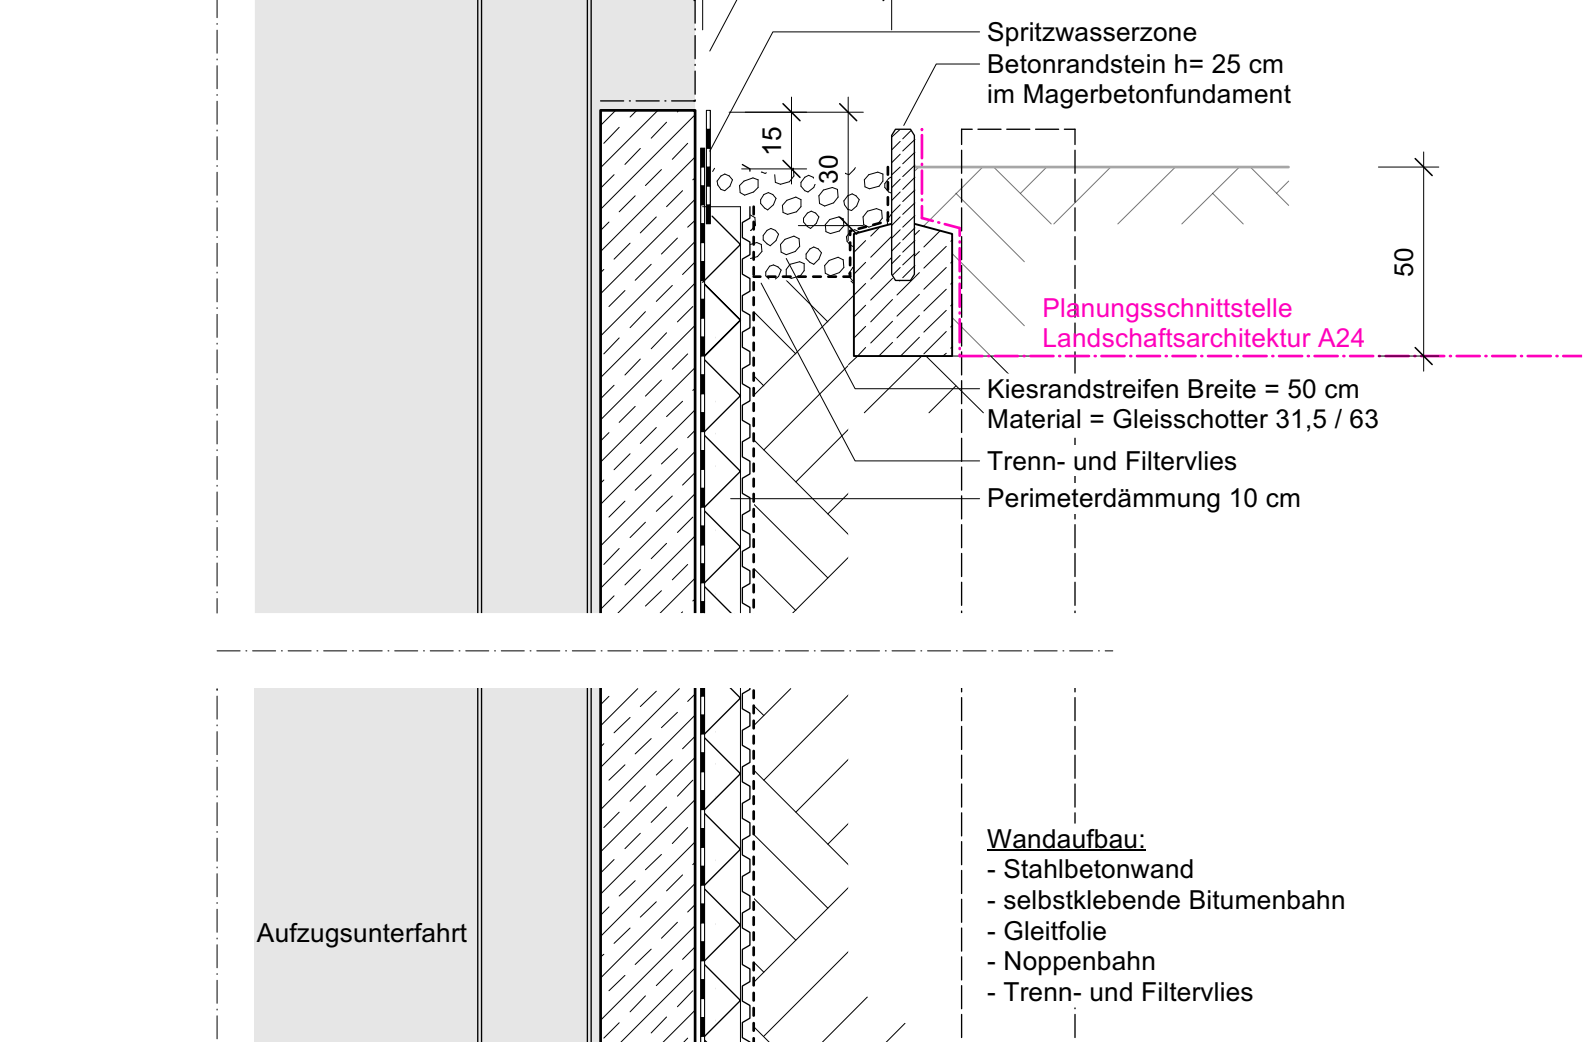 Spritzwasserzone
Betonrandstein h= 25 cm
im Magerbetonfundament
15
30
50
Planungsschnittstelle
Landschaftsarchitektur A24
Kiesrandstreifen Breite = 50 cm
Material = Gleisschotter 31,5 / 63
Trenn- und Filtervlies
Perimeterdämmung 10 cm
Wandaufbau:
- Stahlbetonwand
- selbstklebende Bitumenbahn
- Gleitfolie
- Noppenbahn
- Trenn- und Filtervlies
Aufzugsunterfahrt